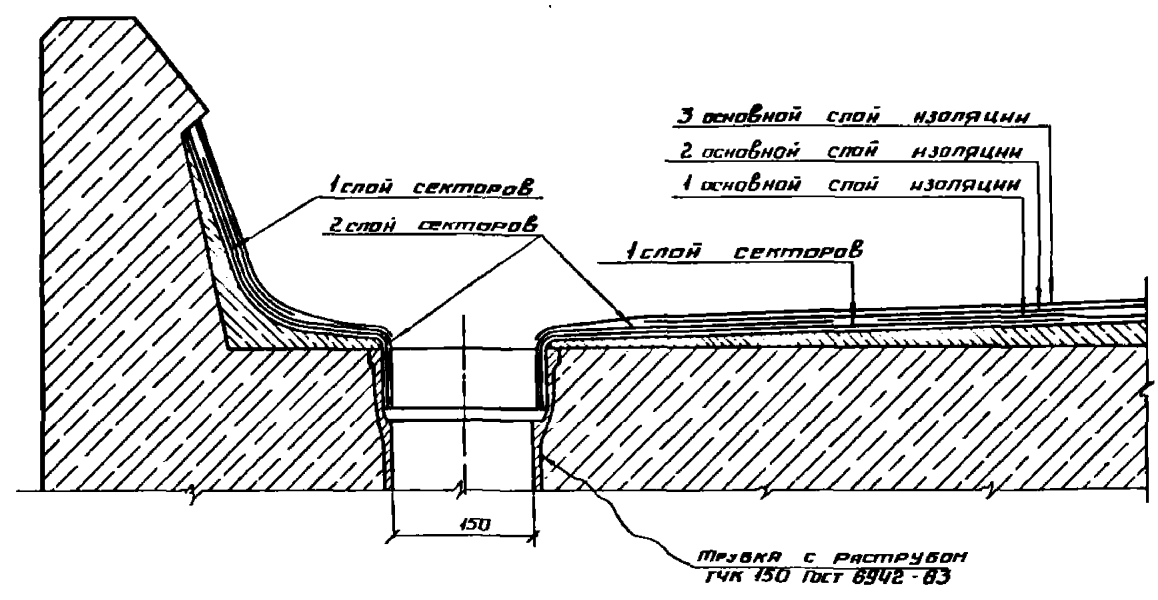 3 основной слой изоляции
2 основной слой изоляции
1 основной слой изоляции
1 слой секторов
2 слой секторов
1 слой секторов
150
трубка с раструбом
ТЧК 150 ГОСТ 6942-83